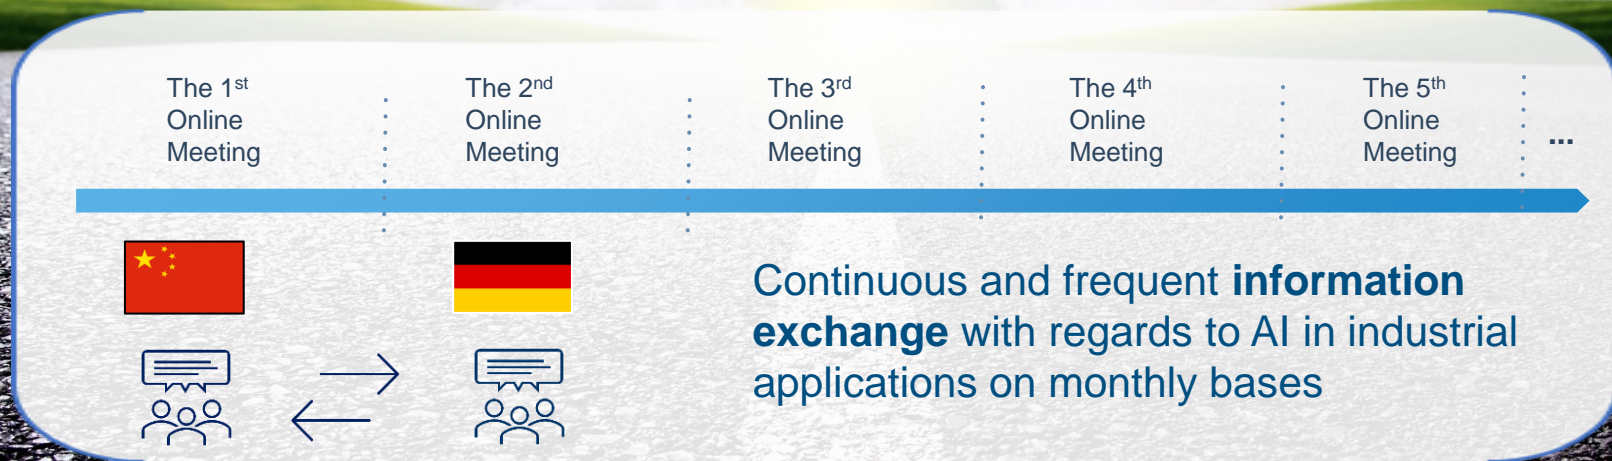 The 1st
Online
Meeting
The 2nd
Online
Meeting
The 3rd
Online
Meeting
The 4th
Online
Meeting
The 5th
Online
Meeting
...
Continuous and frequent information
exchange with regards to AI in industrial
applications on monthly bases